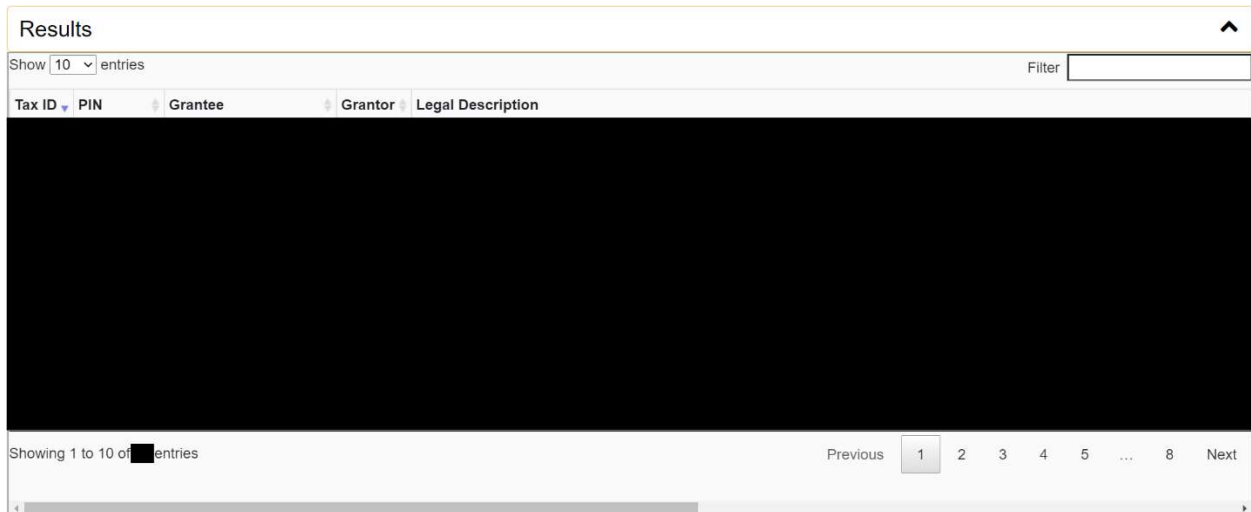 Results
Show 10 entries Filter
Tax ID PIN Grantee Grantor Legal Description
Showing 1 to 10 of entries Previous 1 2 3 4 5 ... 8 Next